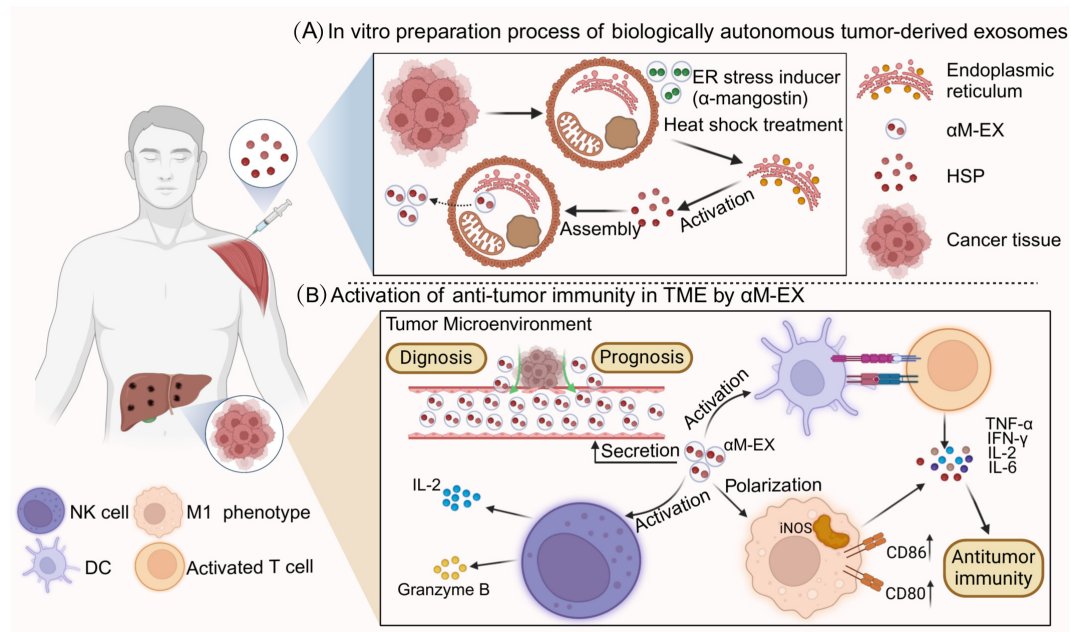 (A) In vitro preparation process of biologically autonomous tumor-derived exosomes
ER stress inducer
(α-mangostin)
Heat shock treatment
Activation
Assembly
Endoplasmic
reticulum
αM-EX
HSP
Cancer tissue
(B) Activation of anti-tumor immunity in TME by αM-EX
Tumor Microenvironment
Dignosis
Prognosis
Secretion
αM-EX
Activation
TNF-α
IFN-γ
IL-2
IL-6
IL-2
Granzyme B
Activation
Polarization
iNOS
CD86
CD80
Antitumor
immunity
NK cell
M1 phenotype
DC
Activated T cell